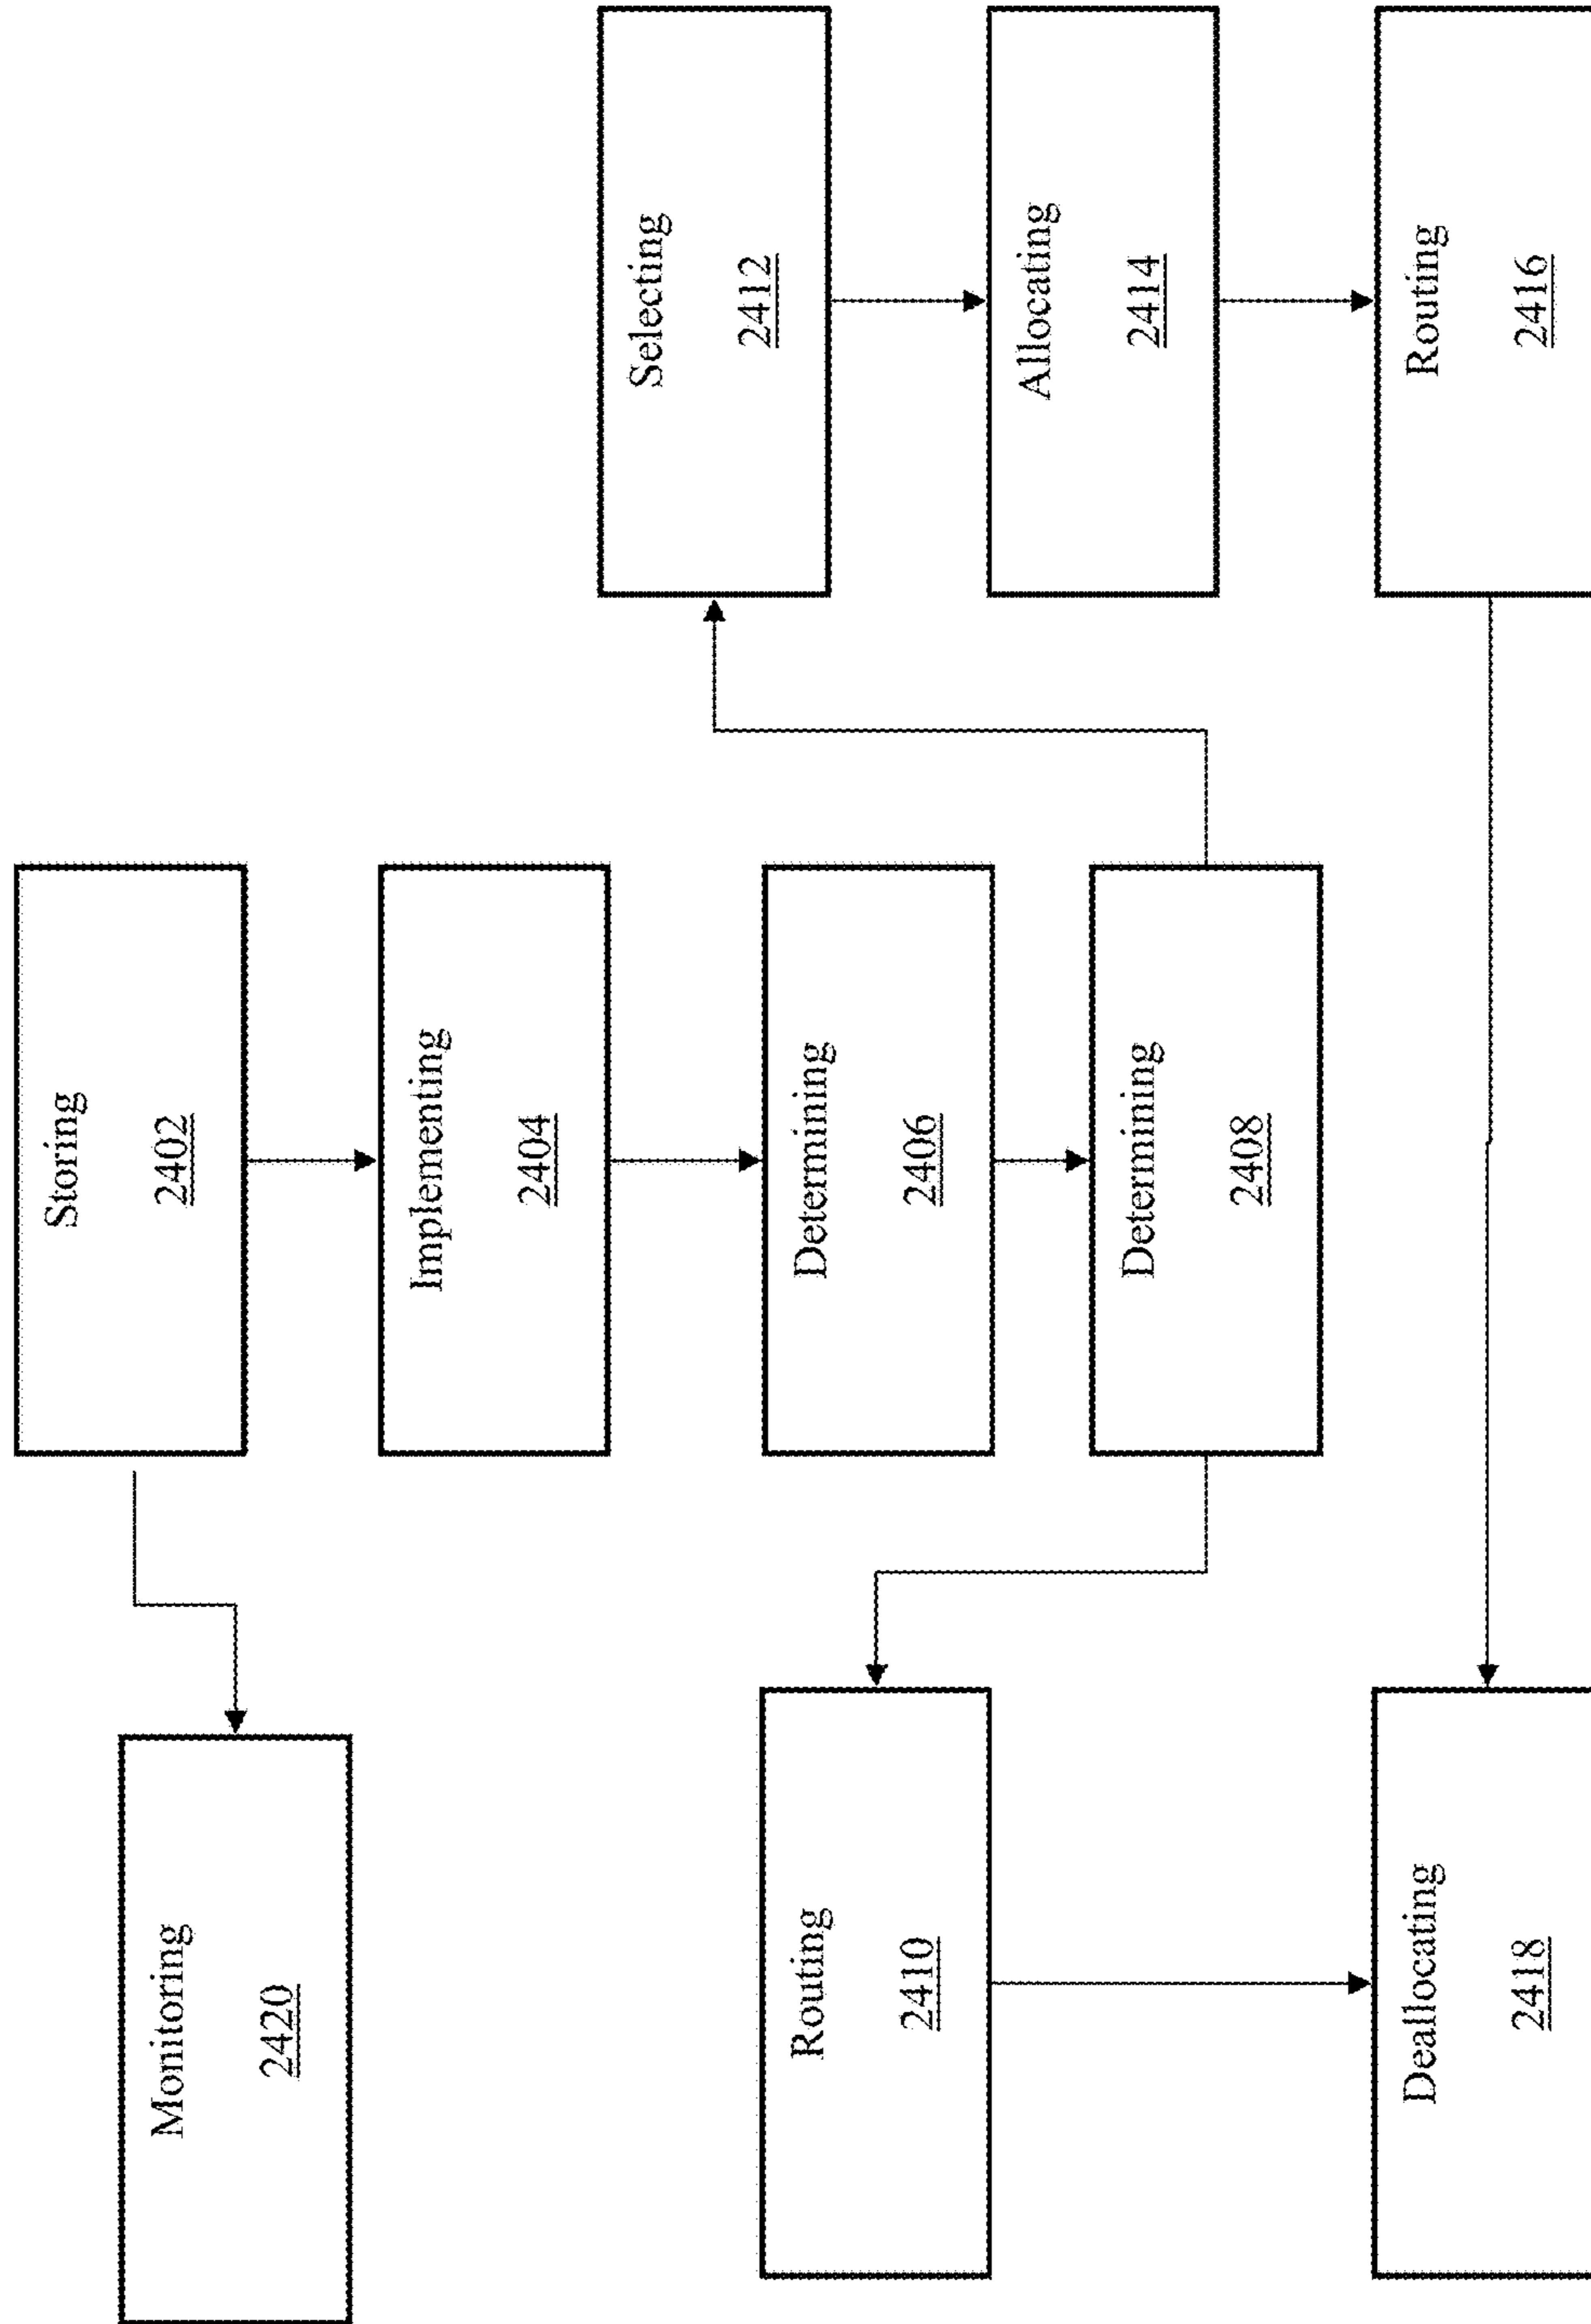 Storing
2402
Monitoring
2420
Implementing
2404
Determining
2406
Determining
2408
Routing
2410
Selecting
2412
Allocating
2414
Routing
2416
Deallocating
2418